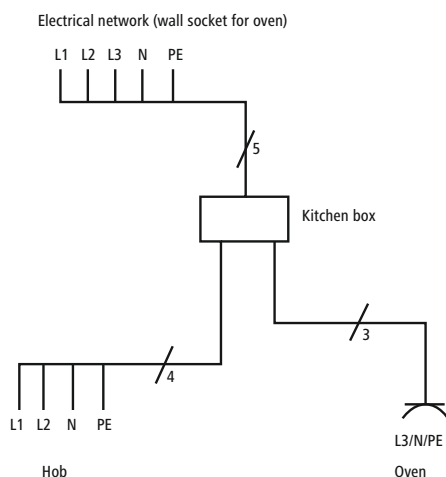 Electrical network (wall socket for oven)
L1 L2 L3 N PE
5
Kitchen box
3
4
L1 L2 N PE
L3/N/PE
Hob
Oven